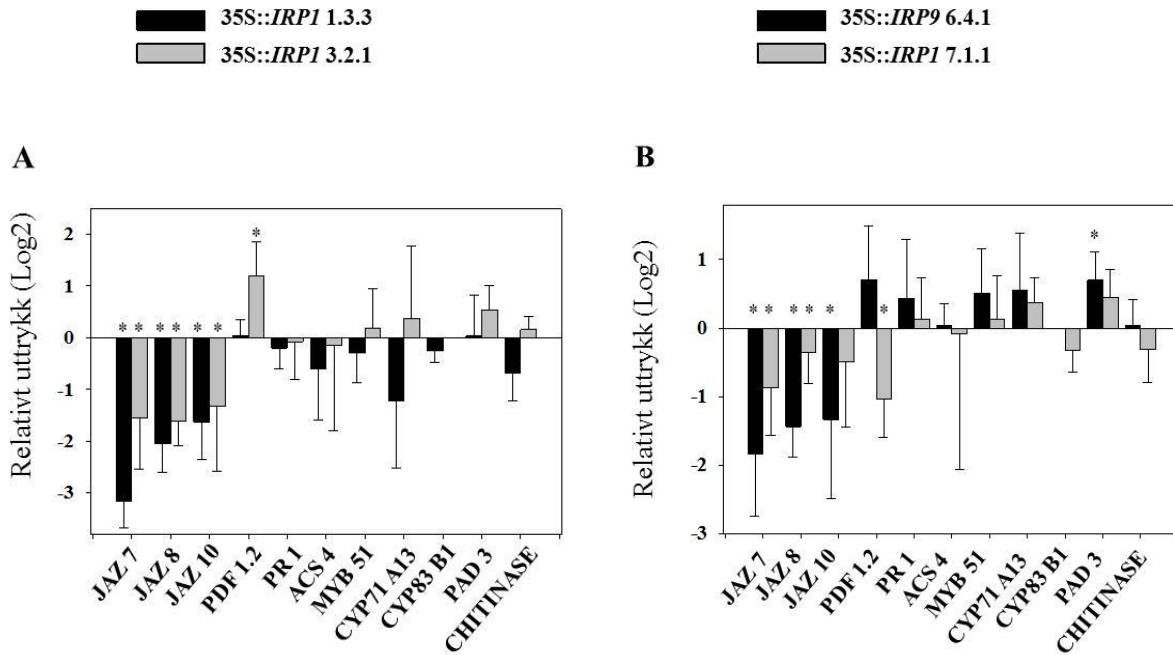 35S::IRP1 1.3.3
35S::IRP1 3.2.1
35S::IRP9 6.4.1
35S::IRP1 7.1.1
A
Relativt uttrykk (Log2)
2
1
0
-1
-2
-3
* * * * * * *
JAZ 7
JAZ 8
JAZ 10
PDF 1.2
PR 1
ACS 4
MYB 51
CYP71 A13
CYP83 B1
PAD 3
CHITINASE
B
Relativt uttrykk (Log2)
1
0
-1
-2
-3
* * * * * * *
JAZ 7
JAZ 8
JAZ 10
PDF 1.2
PR 1
ACS 4
MYB 51
CYP71 A13
CYP83 B1
PAD 3
CHITINASE